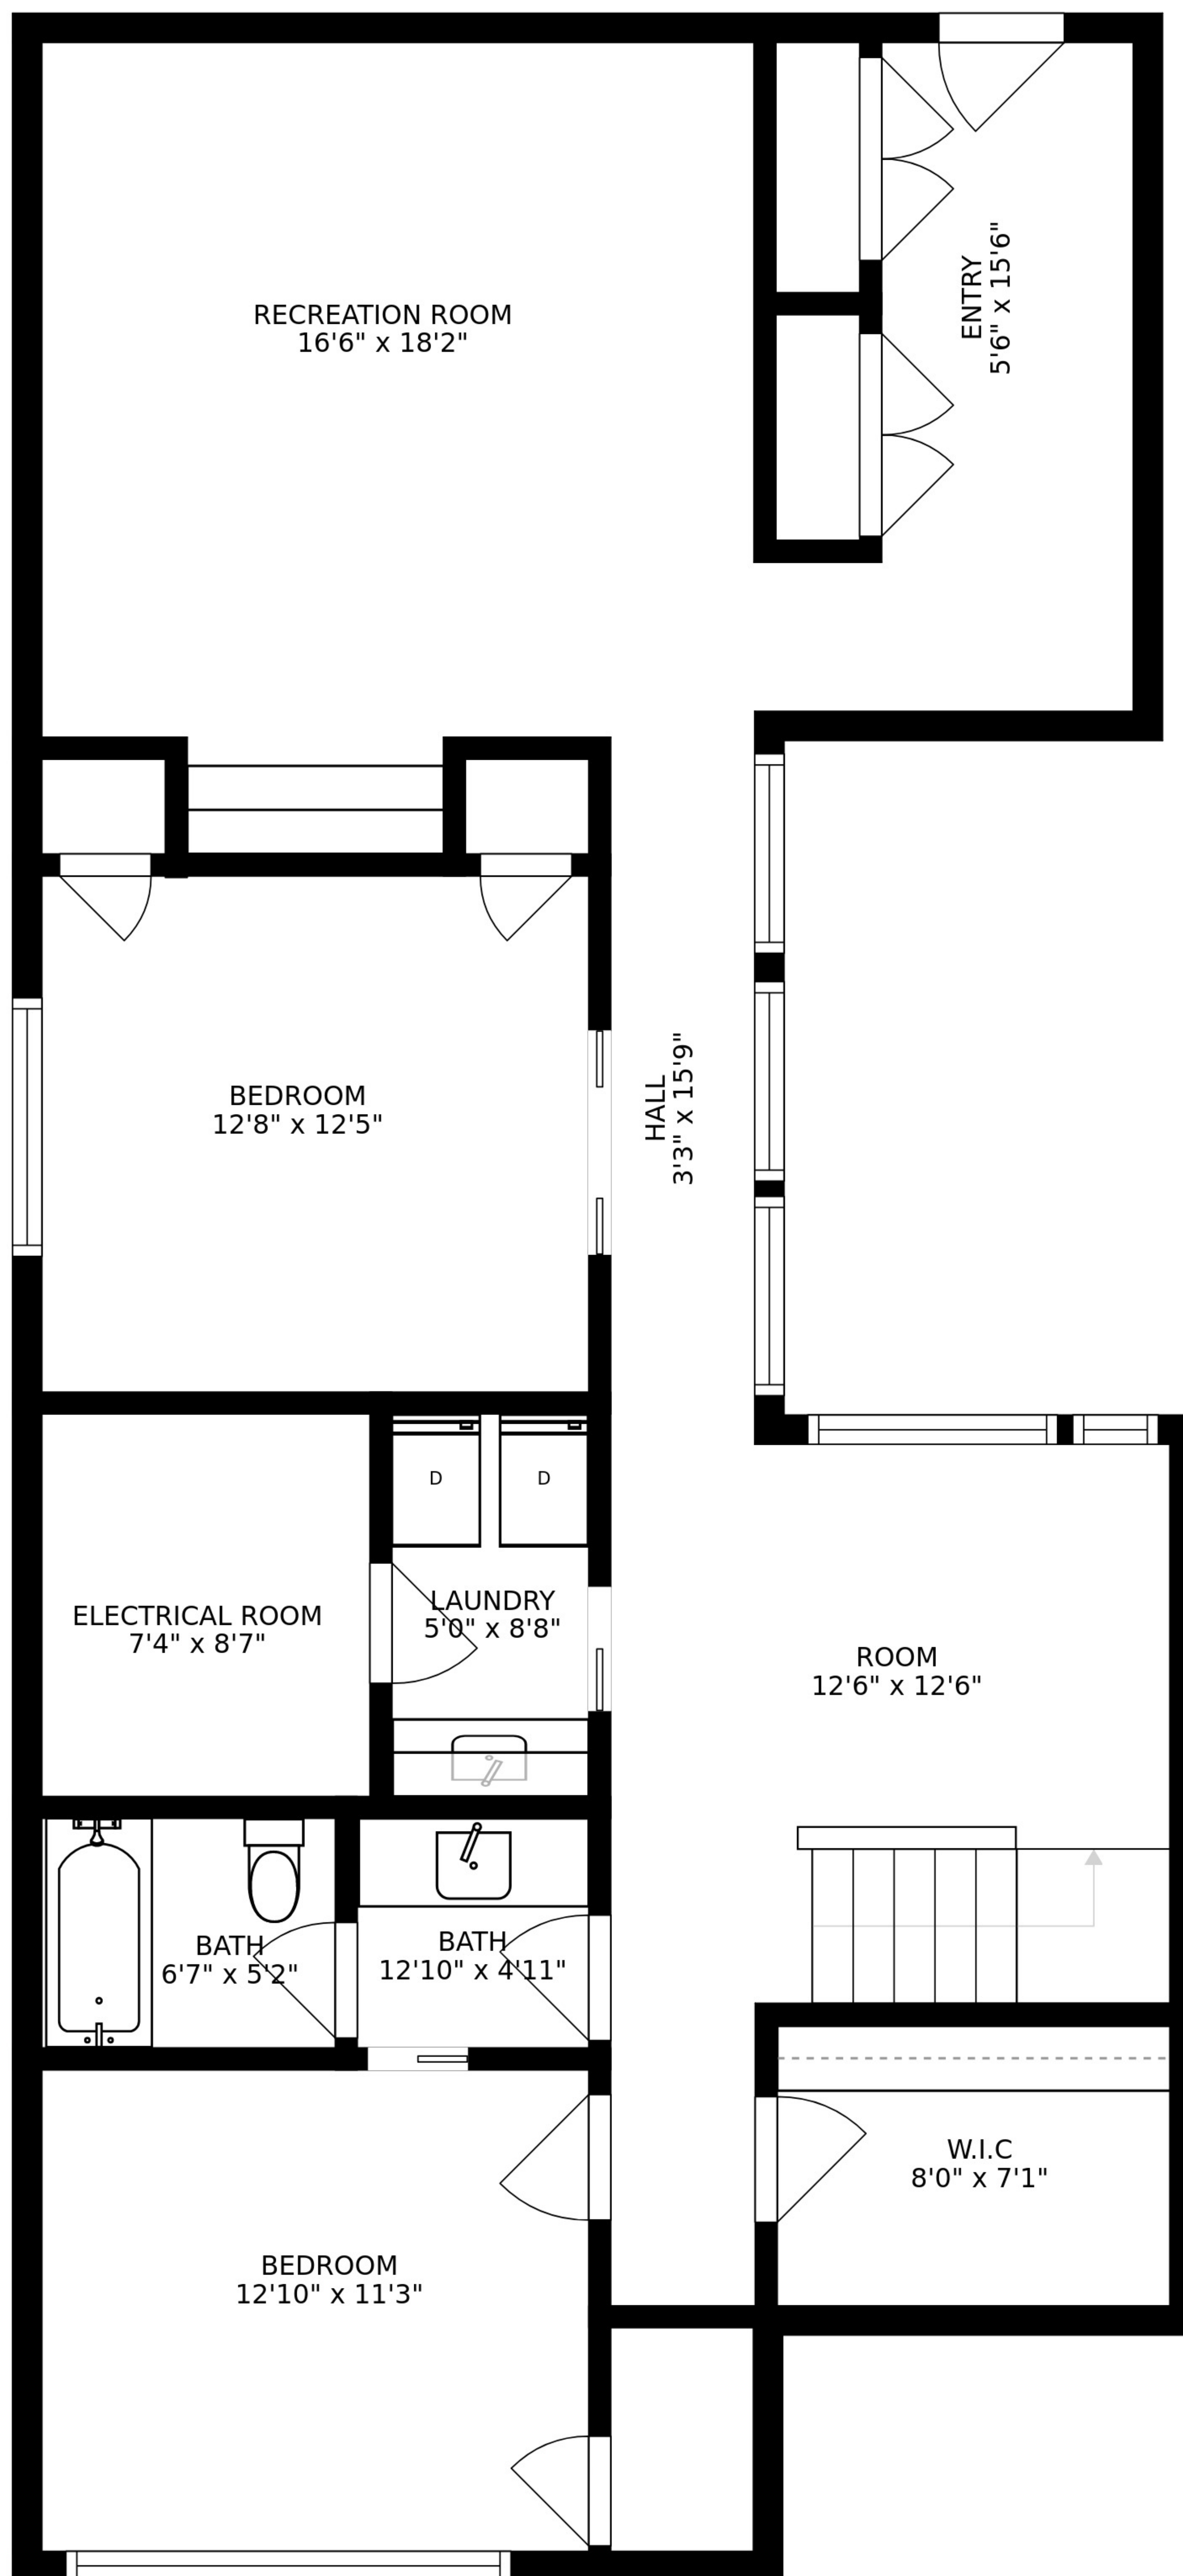 RECREATION ROOM
16'6" x 18'2"
ENTRY
5'6" x 15'6"
BEDROOM
12'8" x 12'5"
HALL
3'3" x 15'9"
D
D
ELECTRICAL ROOM
7'4" x 8'7"
LAUNDRY
5'0" x 8'8"
ROOM
12'6" x 12'6"
BATH
6'7" x 5'2"
BATH
12'10" x 4'11"
W.I.C
8'0" x 7'1"
BEDROOM
12'10" x 11'3"